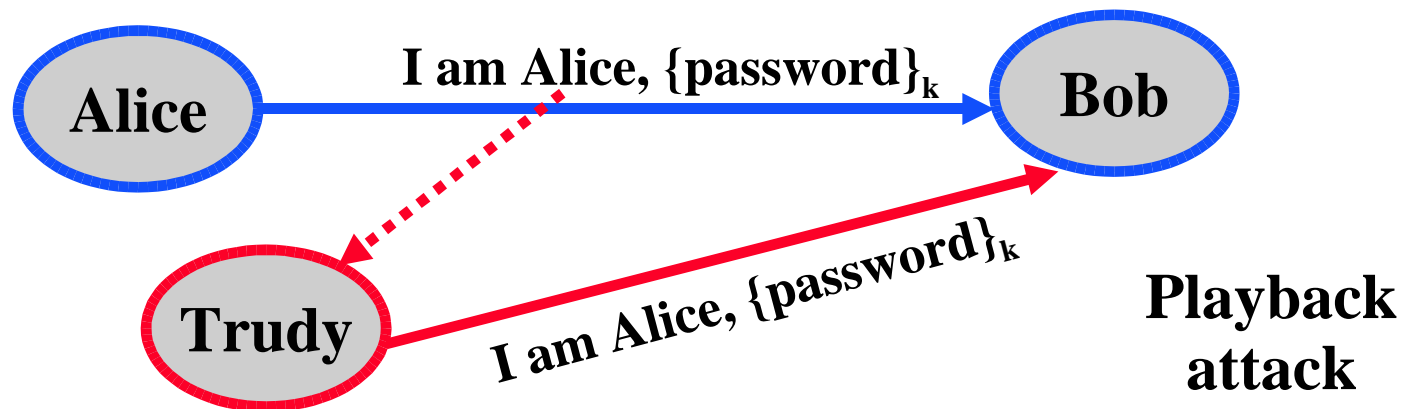 I am Alice, {password}k
Alice
Bob
I am Alice, {password}k
Trudy
Playback
attack